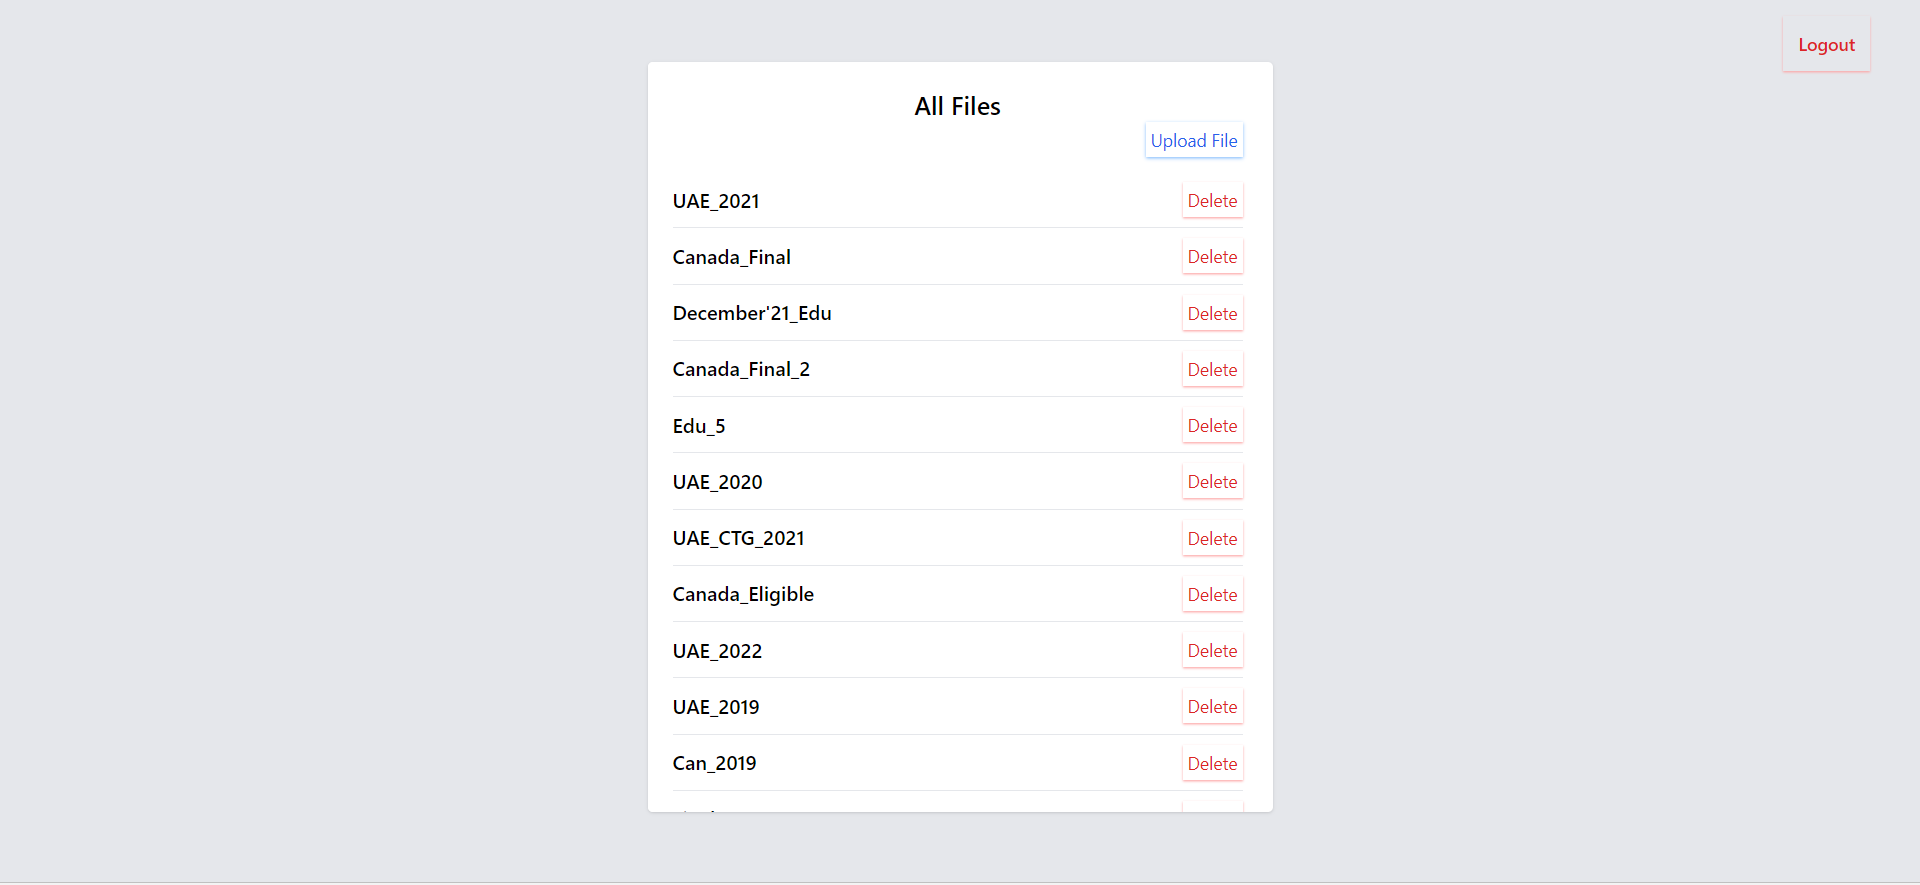 Logout
All Files
Upload File
UAE_2021 Delete
Canada_Final Delete
December'21_Edu Delete
Canada_Final_2 Delete
Edu_5 Delete
UAE_2020 Delete
UAE_CTG_2021 Delete
Canada_Eligible Delete
UAE_2022 Delete
UAE_2019 Delete
Can_2019 Delete